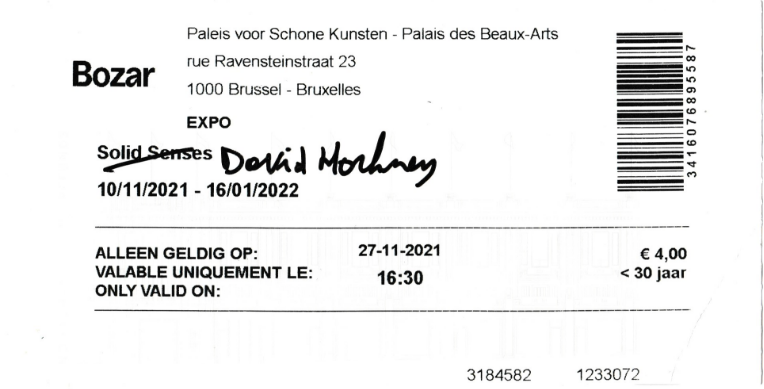 Paleis voor Schone Kunsten - Palais des Beaux-Arts
Bozar
rue Ravensteinstraat 23
1000 Brussel - Bruxelles
EXPO
Solid Senses David Hockney
10/11/2021 - 16/01/2022
ALLEEN GELDIG OP: 27-11-2021 € 4,00
VALABLE UNIQUEMENT LE: 16:30 < 30 jaar
ONLY VALID ON:
3184582 1233072
3416076895587